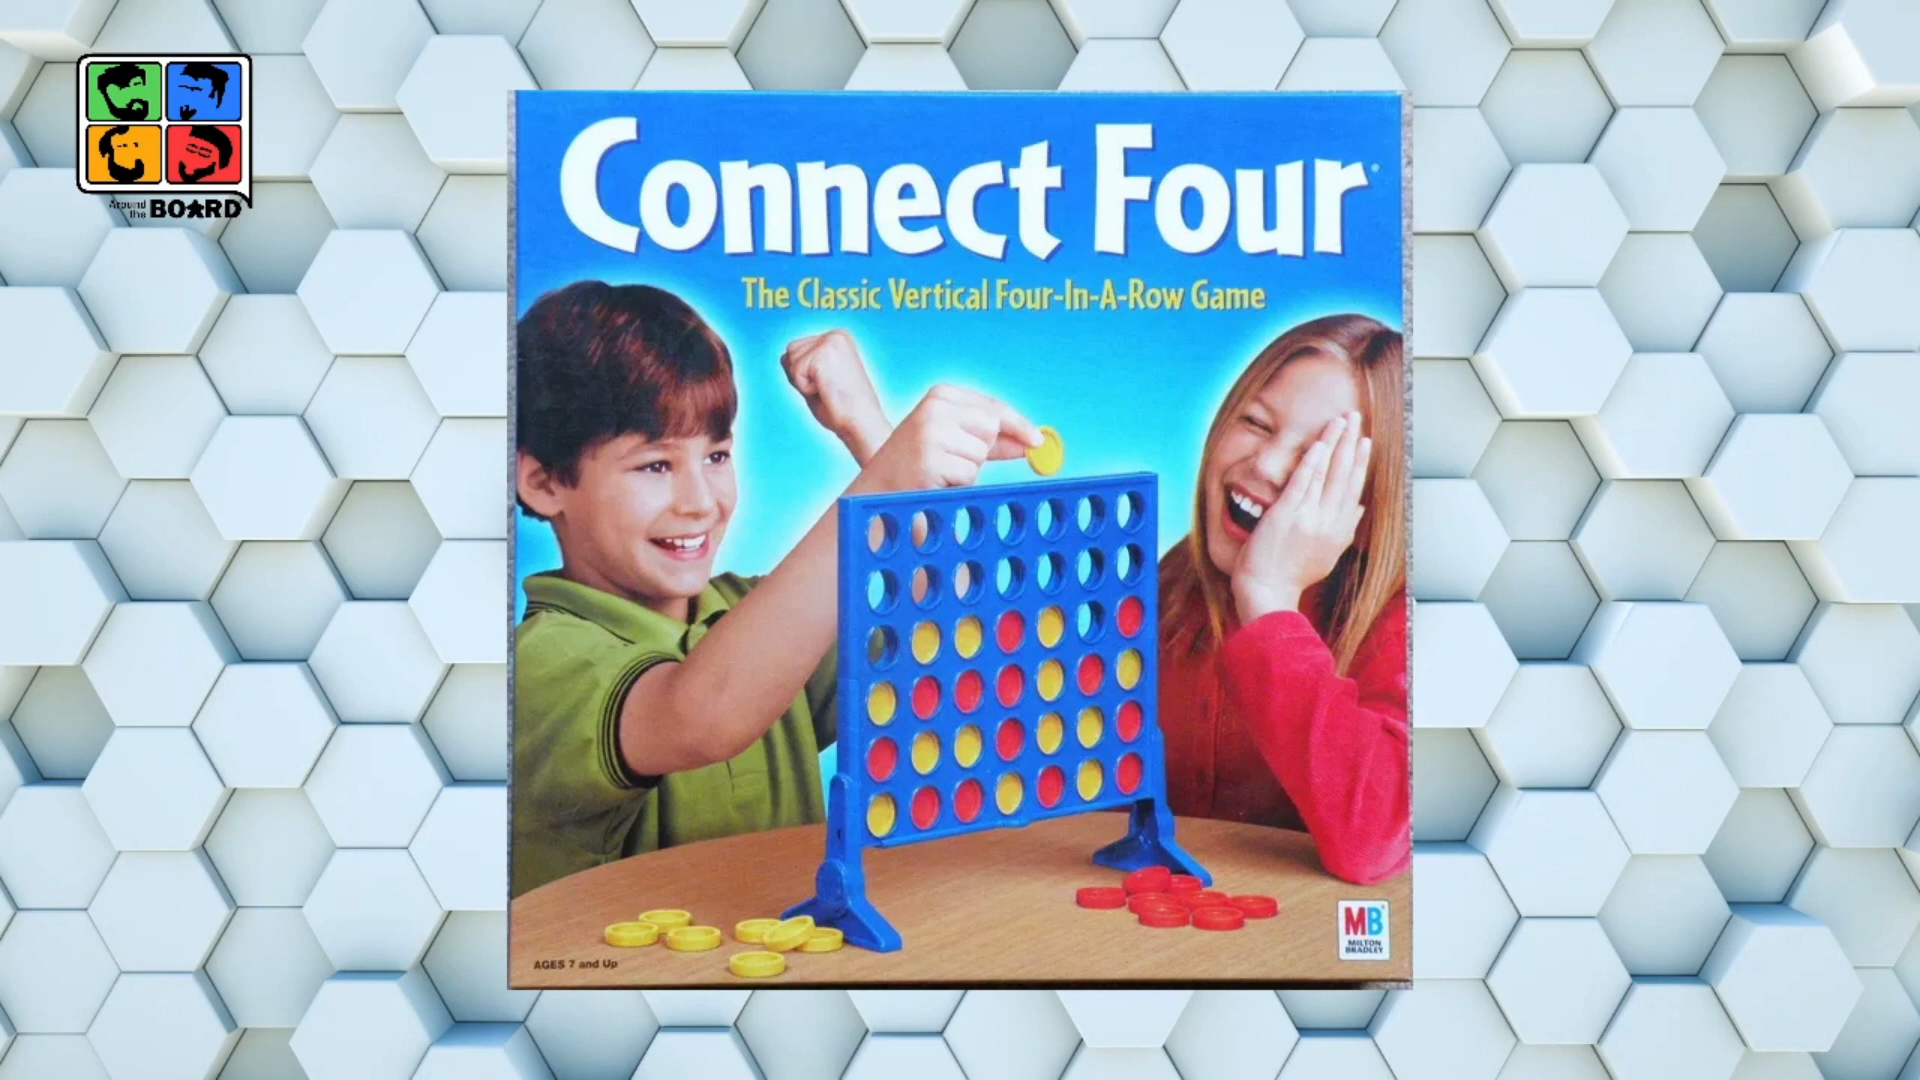 Around
the BOARD
Connect Four
The Classic Vertical Four-In-A-Row Game
AGES 7 and Up
MB
MILTON
BRADLEY